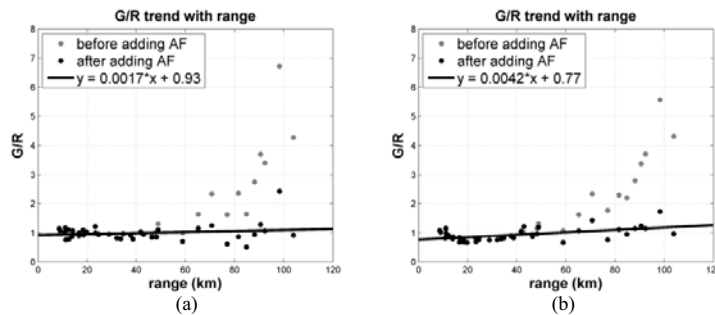 G/R trend with range
before adding AF
after adding AF
y = 0.0017*x + 0.93
G/R
8
7
6
5
4
3
2
1
0
0 20 40 60 80 100 120
range (km)
(a)
G/R trend with range
before adding AF
after adding AF
y = 0.0042*x + 0.77
G/R
8
7
6
5
4
3
2
1
0
0 20 40 60 80 100 120
range (km)
(b)